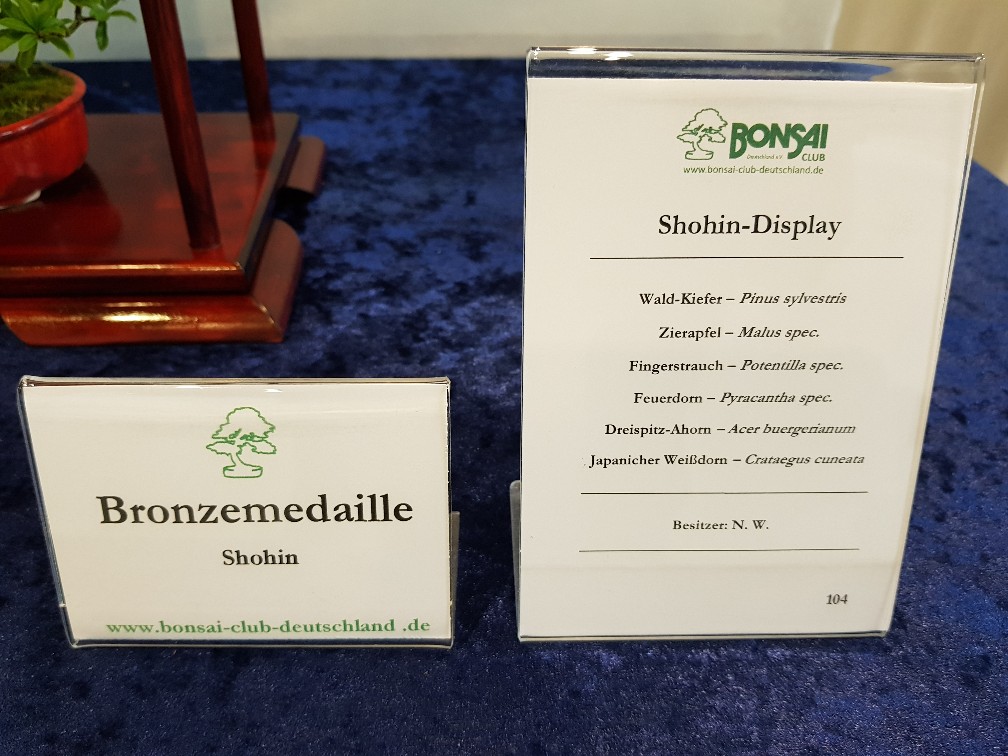 Bronzemedaille
Shohin
www.bonsai-club-deutschland .de
BONSAI
Deutschland e.V.
CLUB
www.bonsai-club-deutschland.de
Shohin-Display
Wald-Kiefer – Pinus sylvestris
Zierapfel – Malus spec.
Fingerstrauch – Potentilla spec.
Feuerdorn – Pyracantha spec.
Dreispitz-Ahorn – Acer buergerianum
Japanicher Weißdorn – Crataegus cuneata
Besitzer: N. W.
104